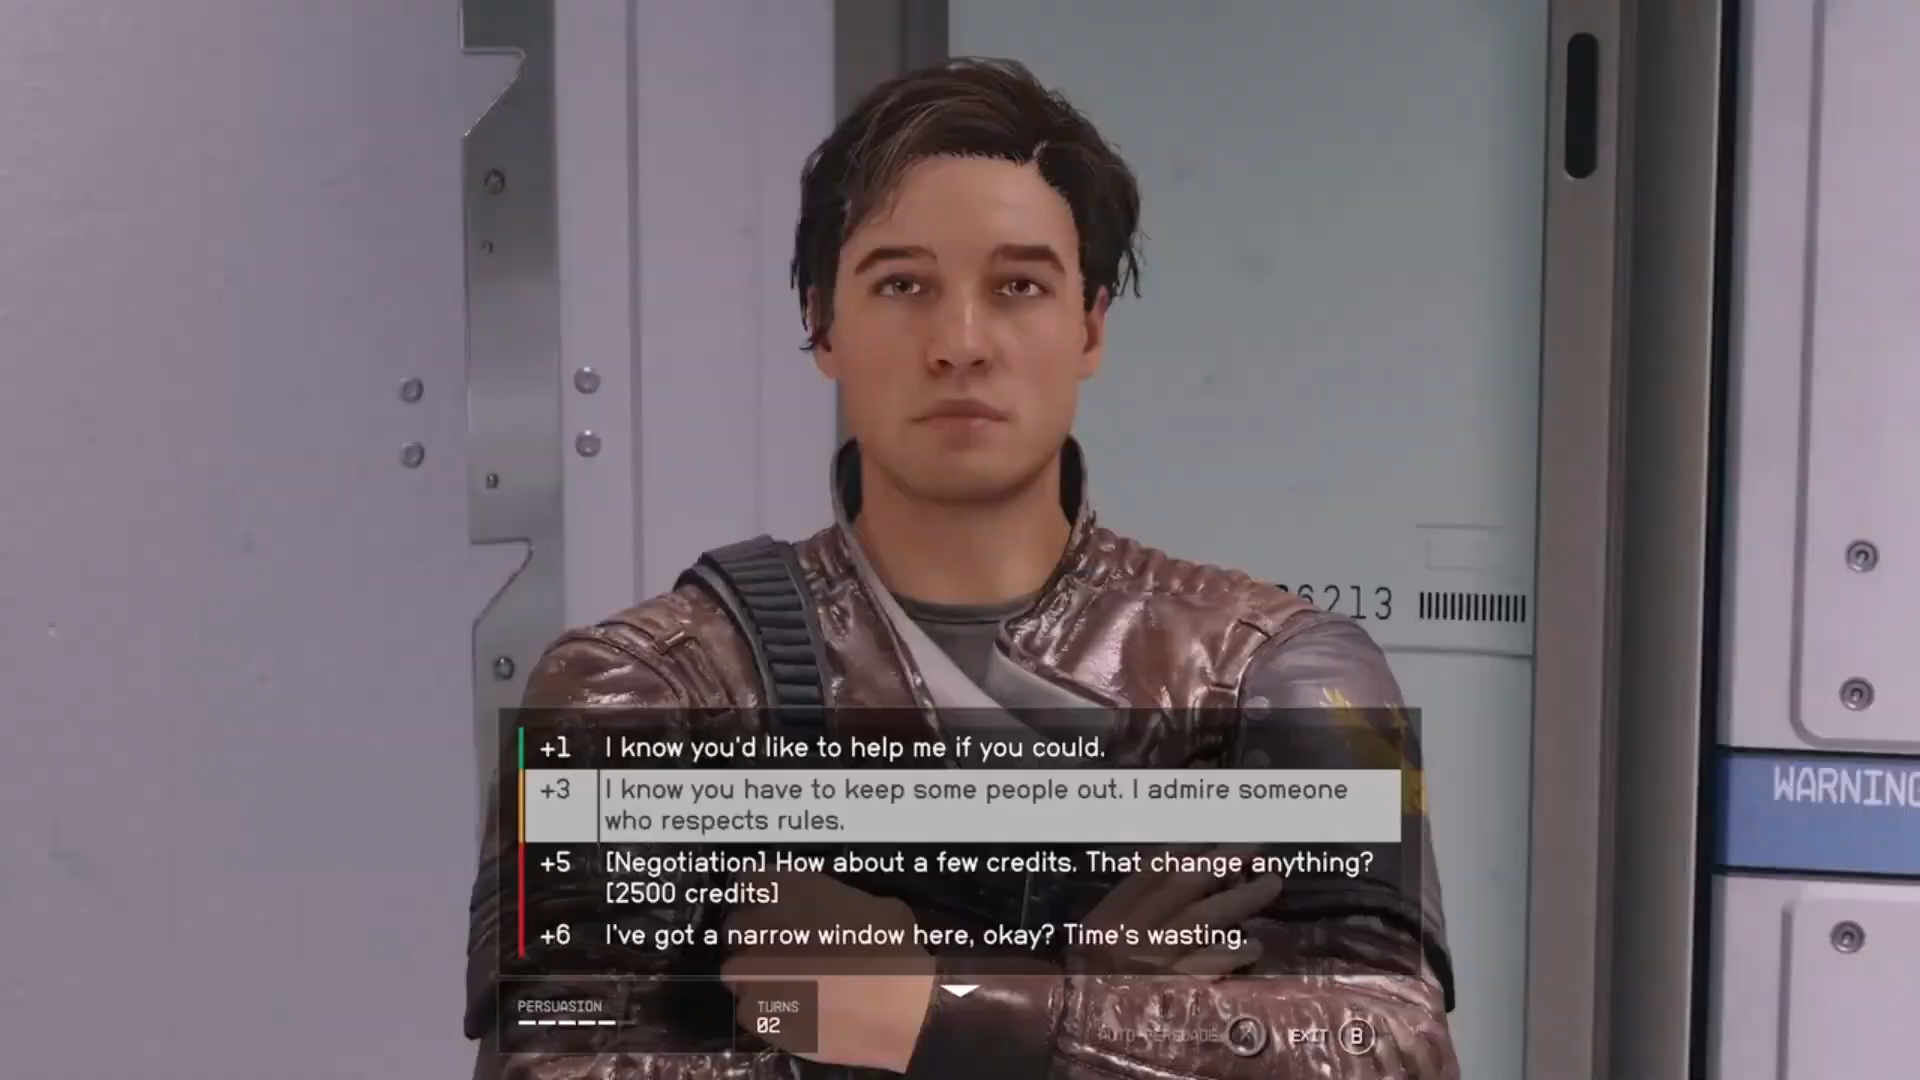 6213
WARNING
+1 I know you'd like to help me if you could.
+3 I know you have to keep some people out. I admire someone
who respects rules.
+5 [Negotiation] How about a few credits. That change anything?
[2500 credits]
+6 I've got a narrow window here, okay? Time's wasting.
PERSUASION
TURNS
02
AUTO-PERSUADE X EXIT B